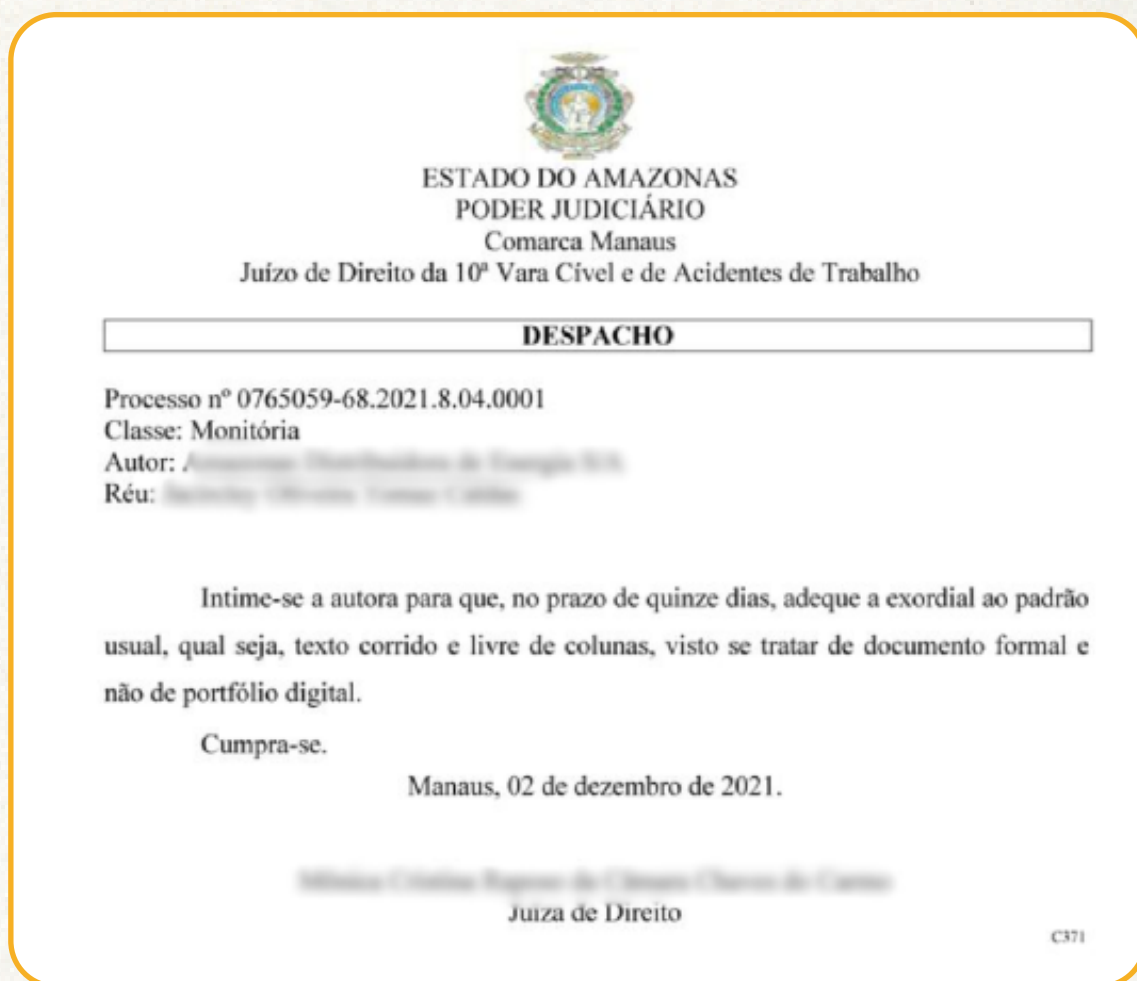 ESTADO DO AMAZONAS
PODER JUDICIÁRIO
Comarca Manaus
Juízo de Direito da 10ª Vara Cível e de Acidentes de Trabalho
DESPACHO
Processo nº 0765059-68.2021.8.04.0001
Classe: Monitória
Autor:
Réu:
Intime-se a autora para que, no prazo de quinze dias, adeque a exordial ao padrão
usual, qual seja, texto corrido e livre de colunas, visto se tratar de documento formal e
não de portfólio digital.
Cumpra-se.
Manaus, 02 de dezembro de 2021.
Juíza de Direito
C371